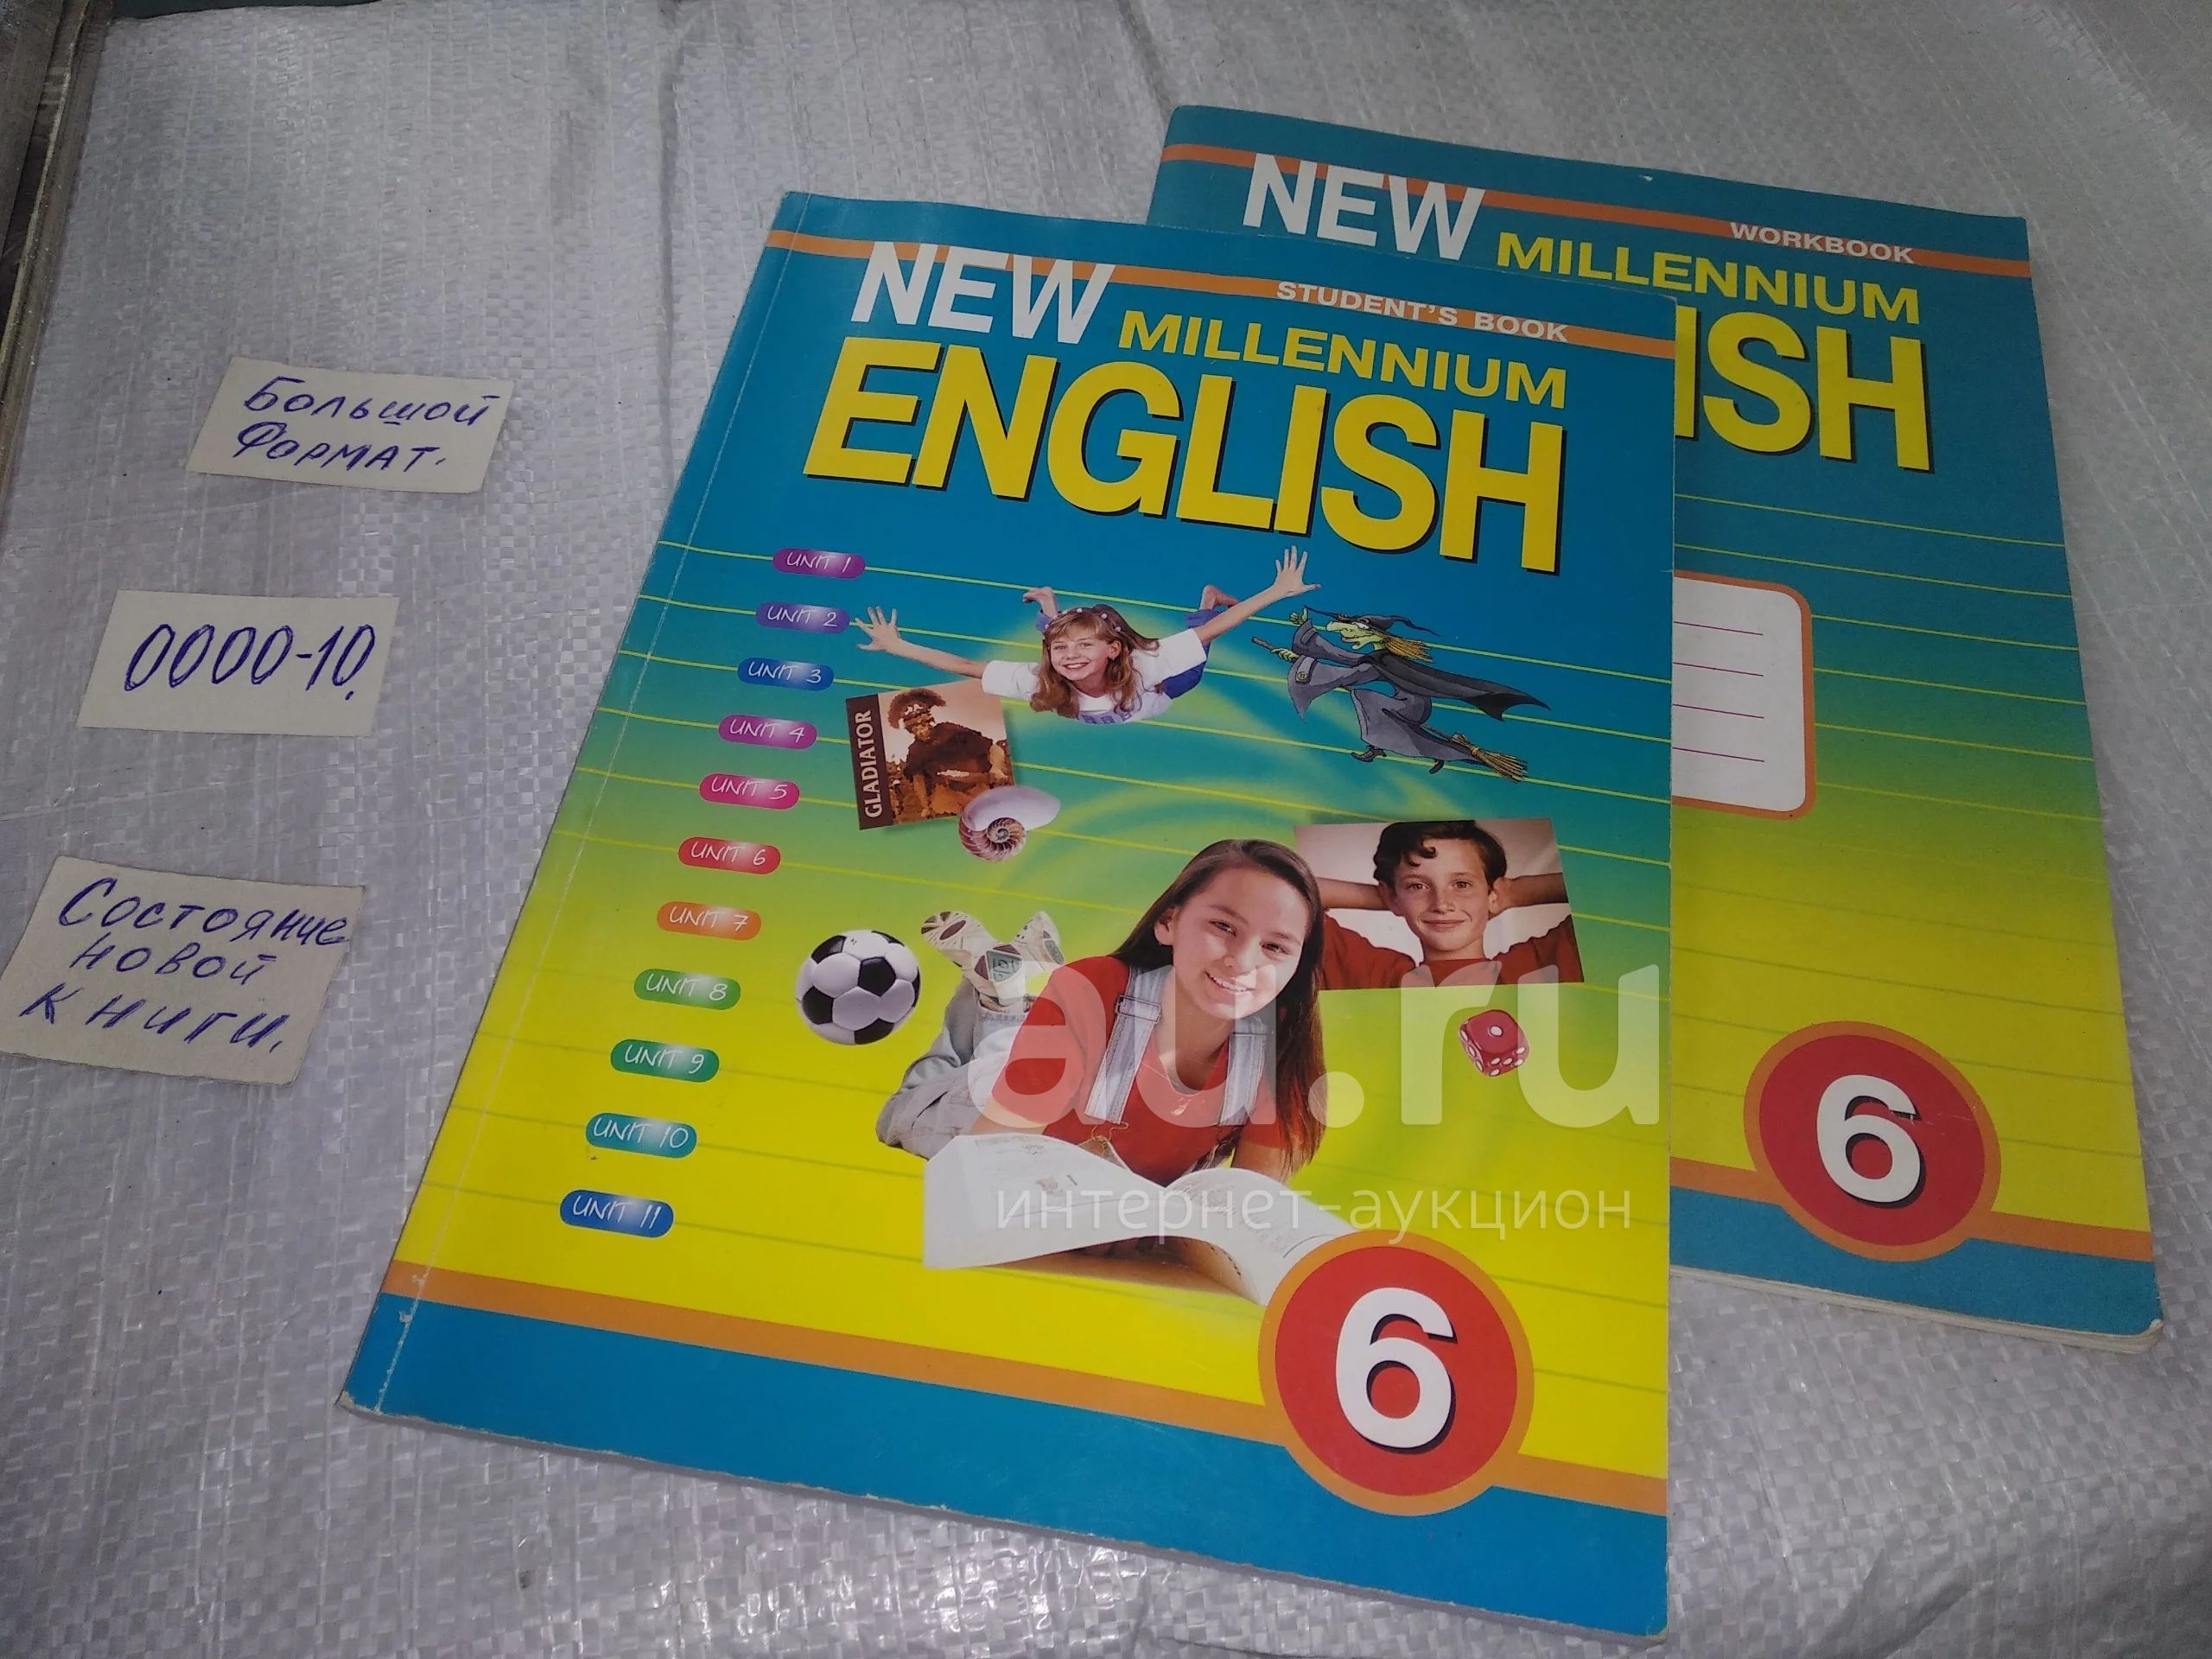 Большой
Формат.
0000-10,
Состояние
новой
книги.
NEW
STUDENT'S BOOK
MILLENNIUM
ENGLISH
UNIT 1
UNIT 2
UNIT 3
UNIT 4
UNIT 5
UNIT 6
UNIT 7
UNIT 8
UNIT 9
UNIT 10
UNIT 11
GLADIATOR
6
NEW
WORKBOOK
MILLENNIUM
ISH
6
au.ru
интернет-аукцион